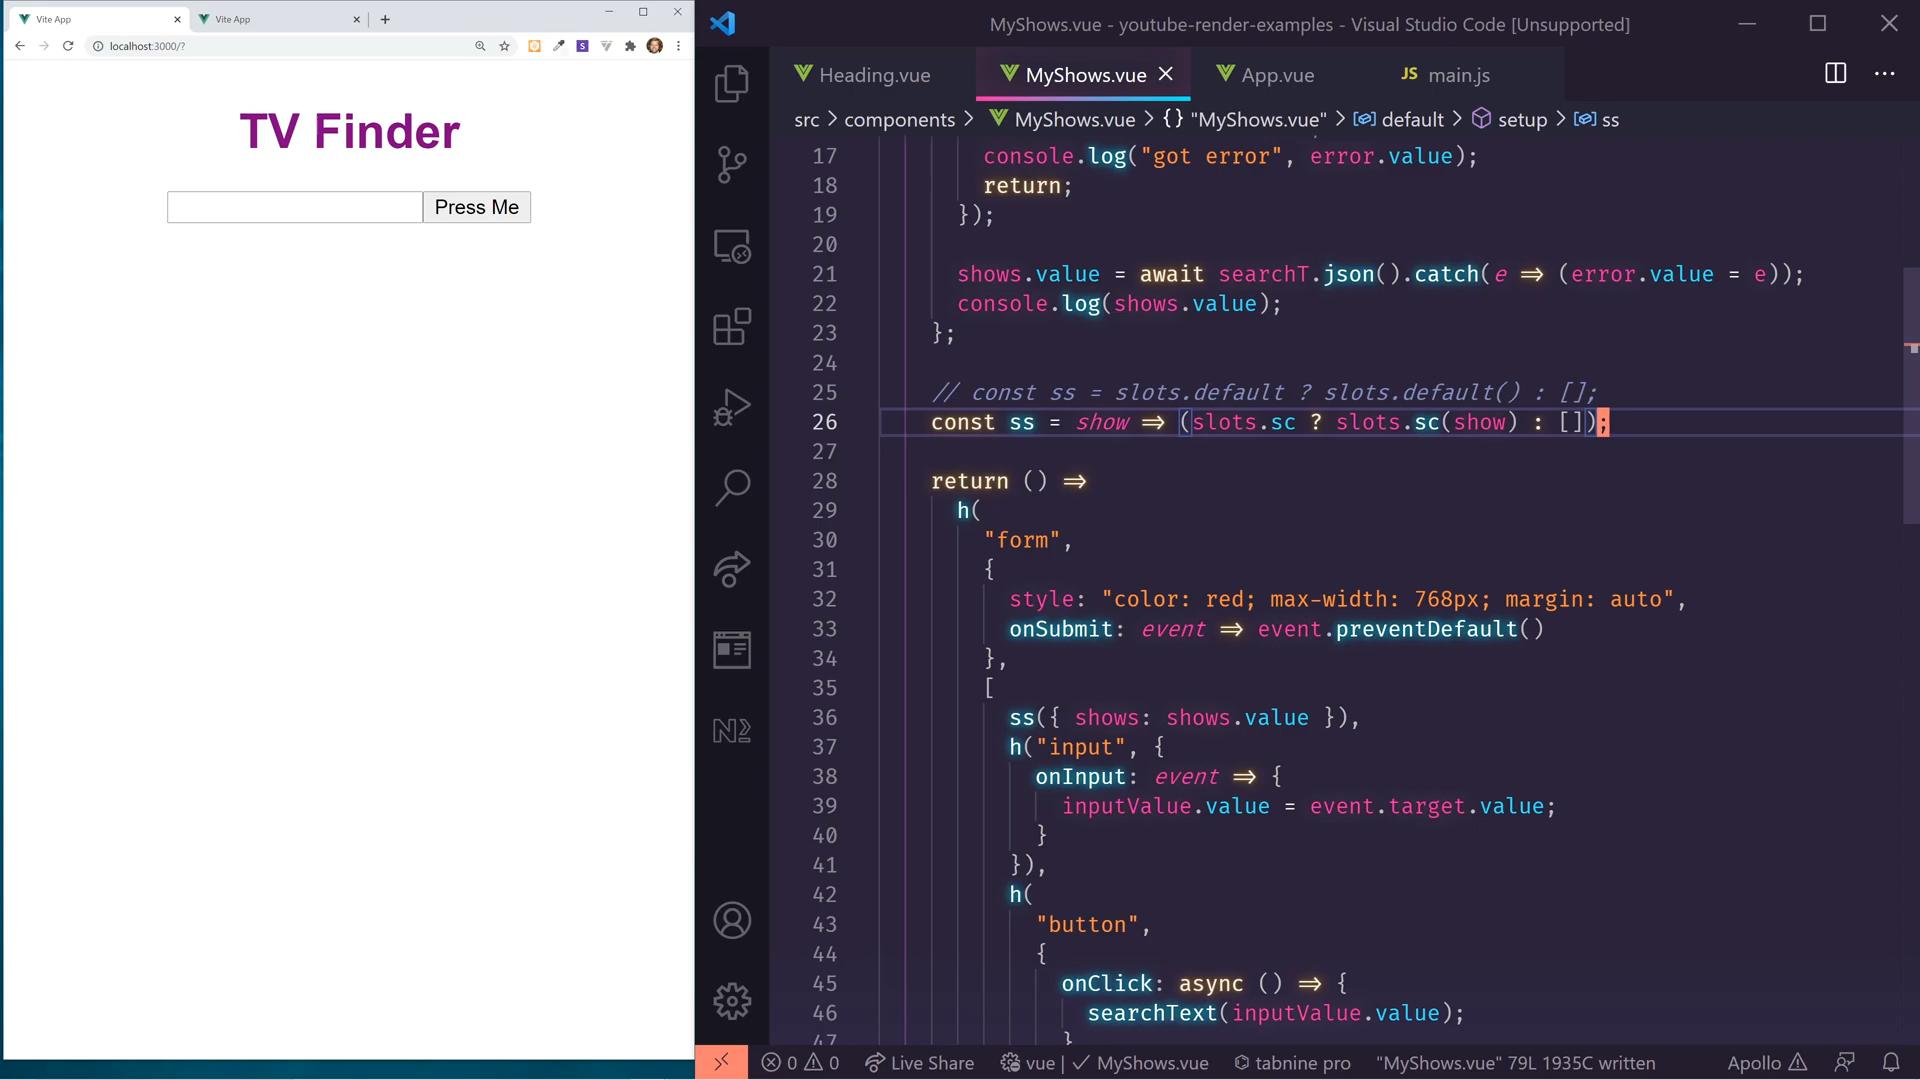 Vite App
Vite App
localhost:3000/?
TV Finder
Press Me
MyShows.vue - youtube-render-examples - Visual Studio Code [Unsupported]
Heading.vue
MyShows.vue
App.vue
JS main.js
src > components > MyShows.vue > {} "MyShows.vue" > default > setup > ss
17 console.log("got error", error.value);
18 return;
19 });
20
21 shows.value = await searchT.json().catch(e => (error.value = e));
22 console.log(shows.value);
23 };
24
25 // const ss = slots.default ? slots.default() : [];
26 const ss = show => (slots.sc ? slots.sc(show) : []);
27
28 return () =>
29 h(
30 "form",
31 {
32 style: "color: red; max-width: 768px; margin: auto",
33 onSubmit: event => event.preventDefault()
34 },
35 [
36 ss({ shows: shows.value }),
37 h("input", {
38 onInput: event => {
39 inputValue.value = event.target.value;
40 }
41 }),
42 h(
43 "button",
44 {
45 onClick: async () => {
46 searchText(inputValue.value);
47 }
0 0 Live Share vue | ✓ MyShows.vue tabnine pro "MyShows.vue" 79L 1935C written Apollo